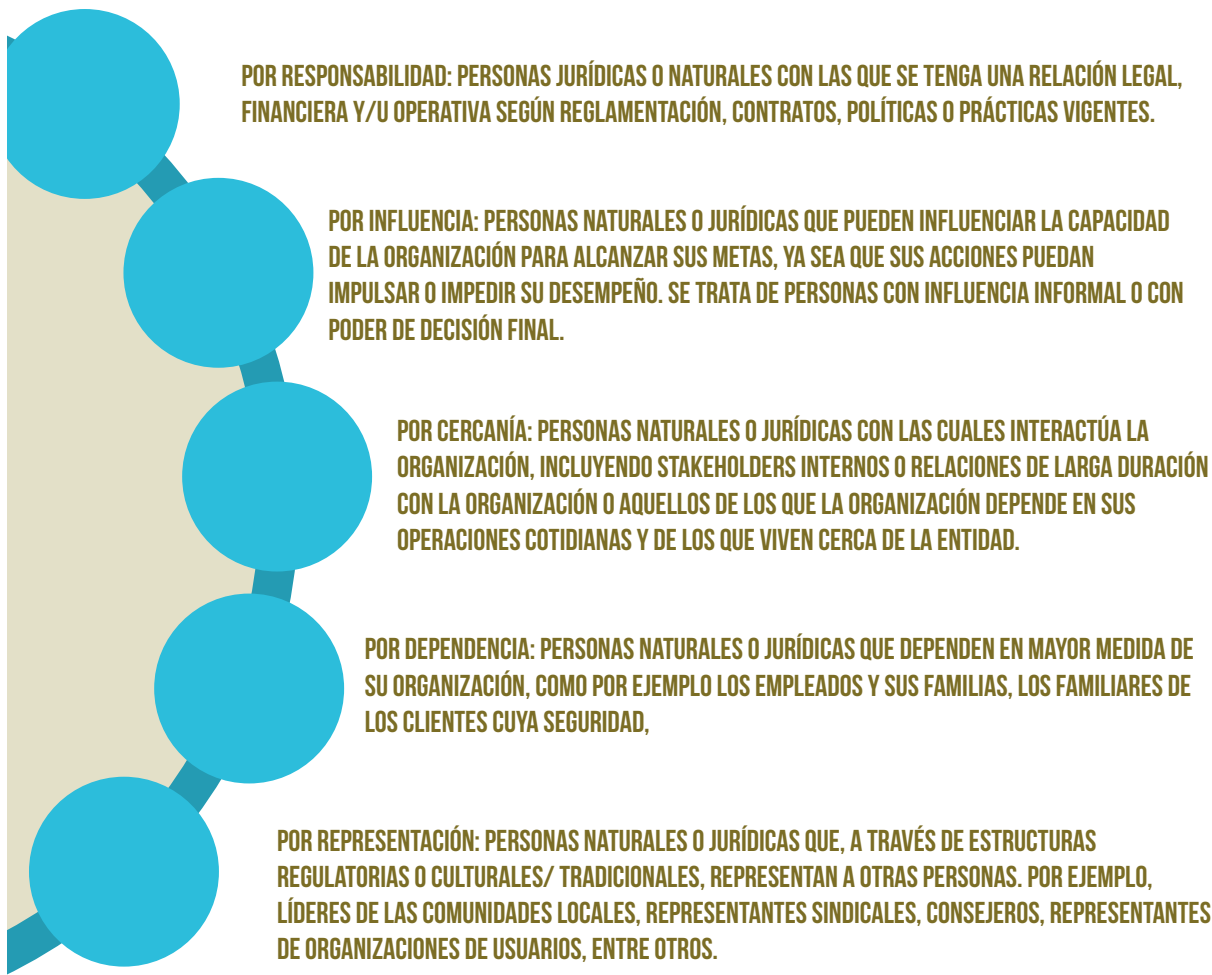 POR RESPONSABILIDAD: PERSONAS JURÍDICAS O NATURALES CON LAS QUE SE TENGA UNA RELACIÓN LEGAL,
FINANCIERA Y/U OPERATIVA SEGÚN REGLAMENTACIÓN, CONTRATOS, POLÍTICAS O PRÁCTICAS VIGENTES.
POR INFLUENCIA: PERSONAS NATURALES O JURÍDICAS QUE PUEDEN INFLUENCIAR LA CAPACIDAD
DE LA ORGANIZACIÓN PARA ALCANZAR SUS METAS, YA SEA QUE SUS ACCIONES PUEDAN
IMPULSAR O IMPEDIR SU DESEMPEÑO. SE TRATA DE PERSONAS CON INFLUENCIA INFORMAL O CON
PODER DE DECISIÓN FINAL.
POR CERCANÍA: PERSONAS NATURALES O JURÍDICAS CON LAS CUALES INTERACTÚA LA
ORGANIZACIÓN, INCLUYENDO STAKEHOLDERS INTERNOS O RELACIONES DE LARGA DURACIÓN
CON LA ORGANIZACIÓN O AQUELLOS DE LOS QUE LA ORGANIZACIÓN DEPENDE EN SUS
OPERACIONES COTIDIANAS Y DE LOS QUE VIVEN CERCA DE LA ENTIDAD.
POR DEPENDENCIA: PERSONAS NATURALES O JURÍDICAS QUE DEPENDEN EN MAYOR MEDIDA DE
SU ORGANIZACIÓN, COMO POR EJEMPLO LOS EMPLEADOS Y SUS FAMILIAS, LOS FAMILIARES DE
LOS CLIENTES CUYA SEGURIDAD,
POR REPRESENTACIÓN: PERSONAS NATURALES O JURÍDICAS QUE, A TRAVÉS DE ESTRUCTURAS
REGULATORIAS O CULTURALES/ TRADICIONALES, REPRESENTAN A OTRAS PERSONAS. POR EJEMPLO,
LÍDERES DE LAS COMUNIDADES LOCALES, REPRESENTANTES SINDICALES, CONSEJEROS, REPRESENTANTES
DE ORGANIZACIONES DE USUARIOS, ENTRE OTROS.